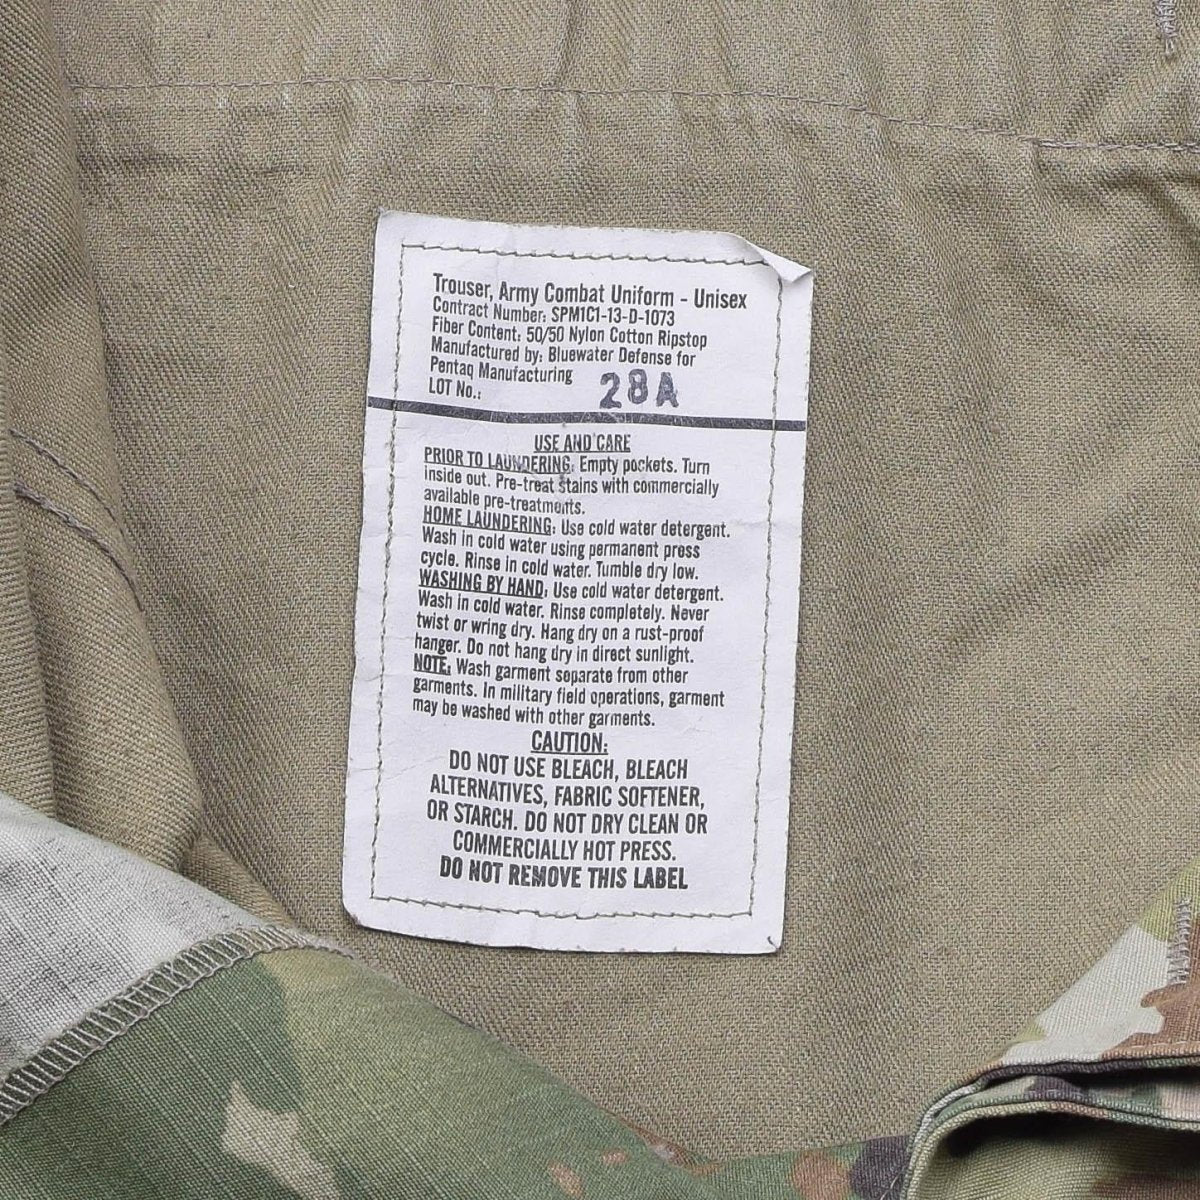 Trouser, Army Combat Uniform - Unisex
Contract Number: SPM1C1-13-D-1073
Fiber Content: 50/50 Nylon Cotton Ripstop
Manufactured by: Bluewater Defense for
Pentaq Manufacturing
LOT No.: 28A
USE AND CARE
PRIOR TO LAUNDERING: Empty pockets. Turn
inside out. Pre-treat stains with commercially
available pre-treatments.
HOME LAUNDERING: Use cold water detergent.
Wash in cold water using permanent press
cycle. Rinse in cold water. Tumble dry low.
WASHING BY HAND: Use cold water detergent.
Wash in cold water. Rinse completely. Never
twist or wring dry. Hang dry on a rust-proof
hanger. Do not hang dry in direct sunlight.
NOTE: Wash garment separate from other
garments. In military field operations, garment
may be washed with other garments.
CAUTION:
DO NOT USE BLEACH, BLEACH
ALTERNATIVES, FABRIC SOFTENER,
OR STARCH. DO NOT DRY CLEAN OR
COMMERCIALLY HOT PRESS.
DO NOT REMOVE THIS LABEL